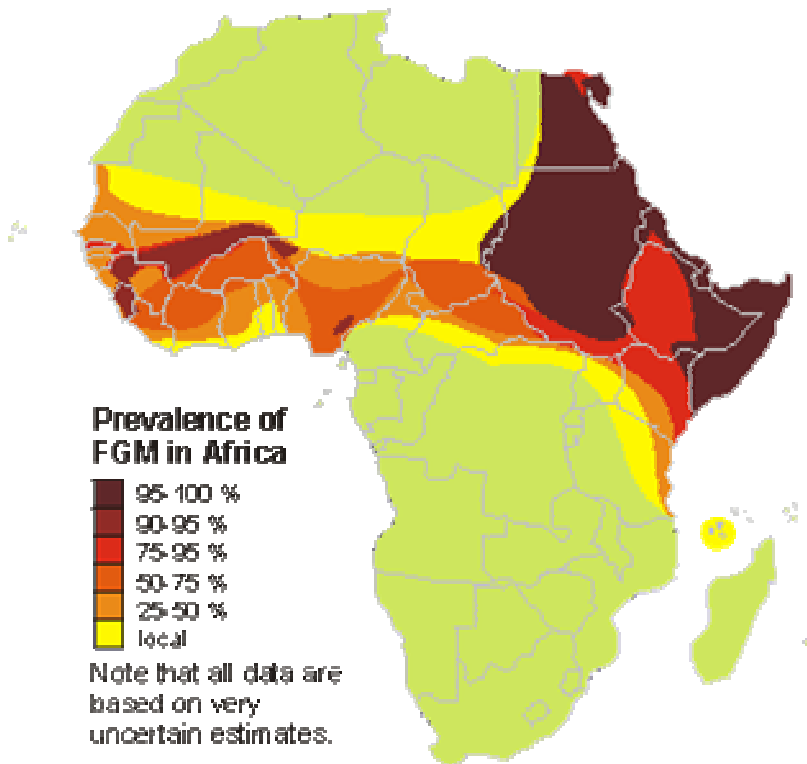 Prevalence of
FGM in Africa
95-100 %
90-95 %
75-95 %
50-75 %
25-50 %
local
Note that all data are
based on very
uncertain estimates.